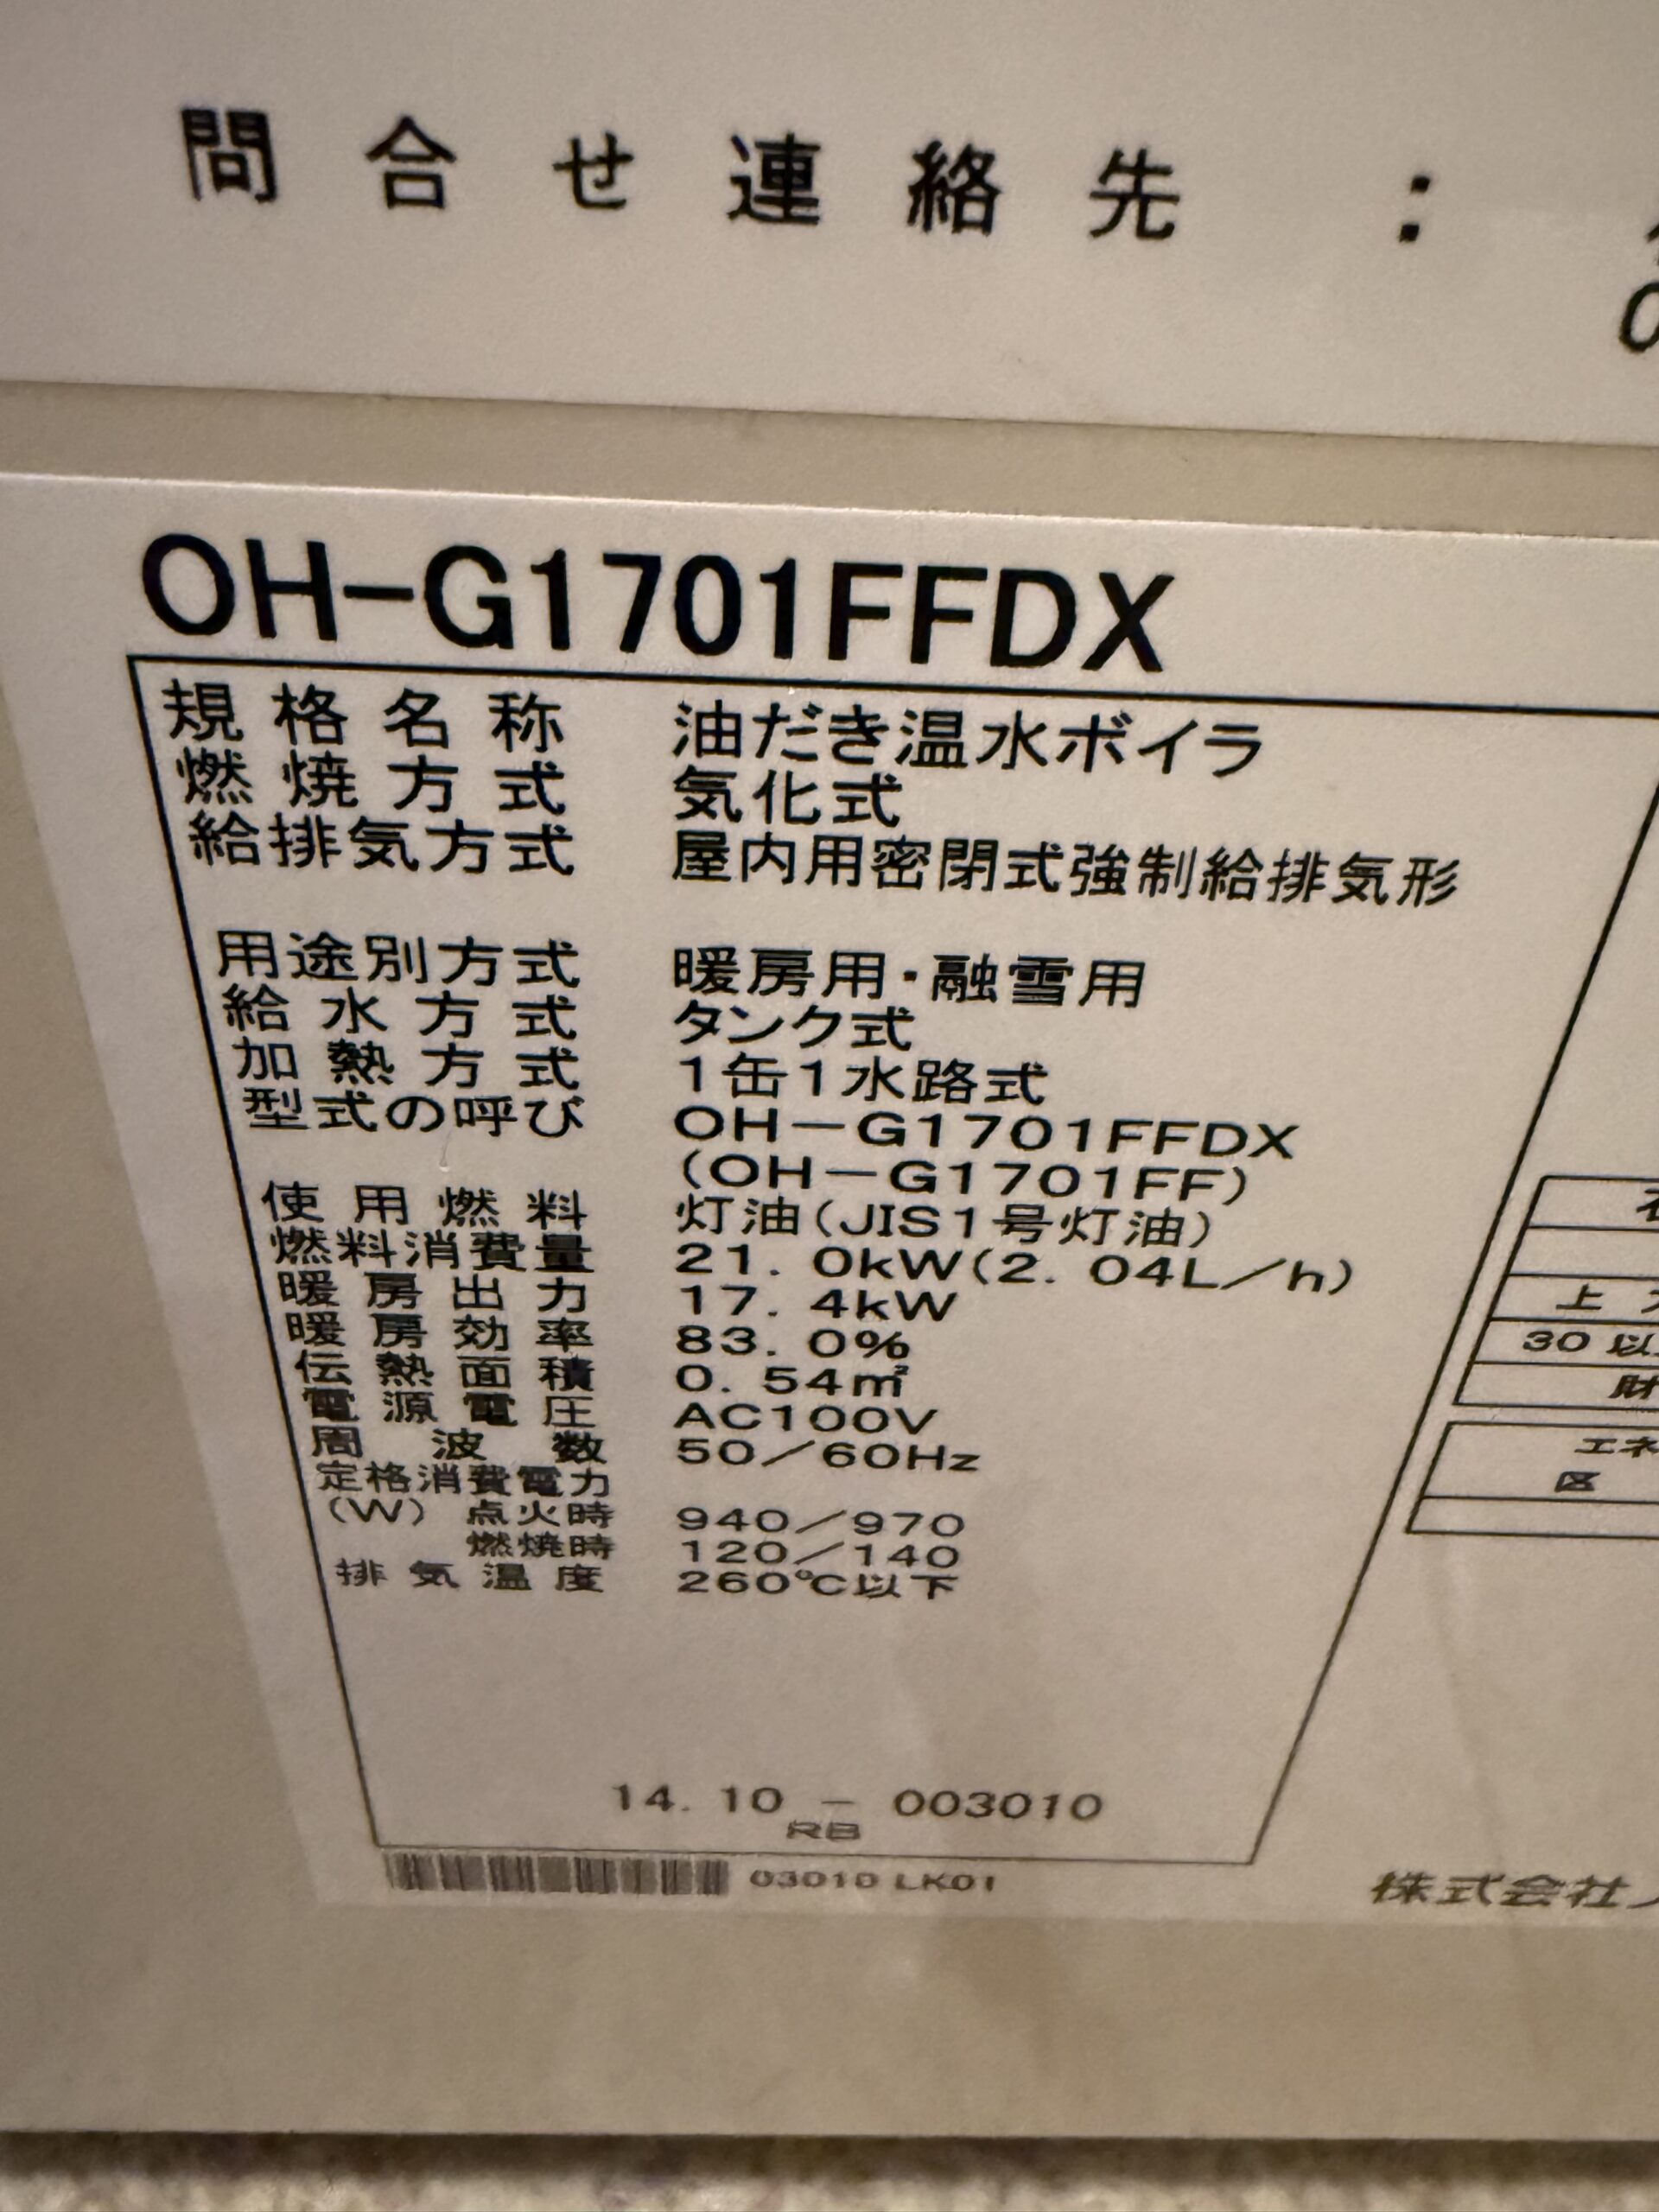 問合せ連絡先：
OH-G1701FFDX
規格名称 油だき温水ボイラ
燃焼方式 気化式
給排気方式 屋内用密閉式強制給排気形
用途別方式 暖房用・融雪用
給水方式 タンク式
加熱方式 1缶1水路式
型式の呼び OH-G1701FFDX
(OH-G1701FF)
使用燃料 灯油(JIS1号灯油)
燃料消費量 21.0kW(2.04L/h)
暖房出力 17.4kW
暖房効率 83.0%
伝熱面積 0.54㎡
電源電圧 AC100V
周波数 50/60Hz
定格消費電力
(W) 点火時 940/970
燃焼時 120/140
排気温度 260℃以下
14.10 - 003010
RB
03010 LK01
上
30以
財
エネ
区
株式会社